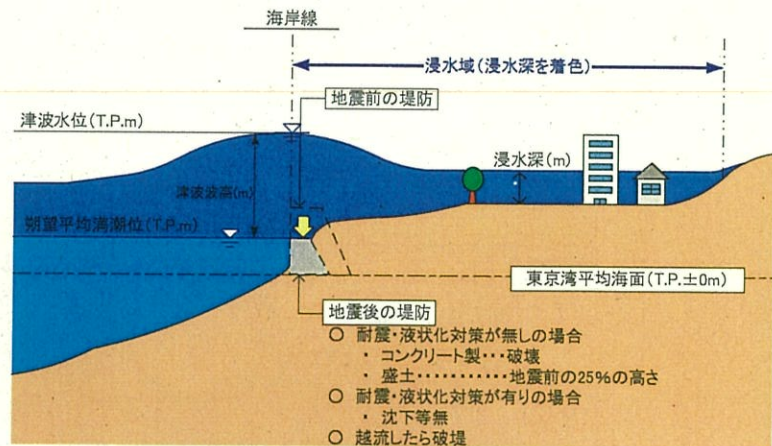 海岸線
浸水域(浸水深を着色)
地震前の堤防
津波水位(T.P.m)
浸水深(m)
津波波高(m)
朔望平均満潮位(T.P.m)
東京湾平均海面(T.P.±0m)
地震後の堤防
○ 耐震・液状化対策が無しの場合
・ コンクリート製・・・破壊
・ 盛土・・・・・・・・・・・地震前の25%の高さ
○ 耐震・液状化対策が有りの場合
・ 沈下等無
○ 越流したら破堤